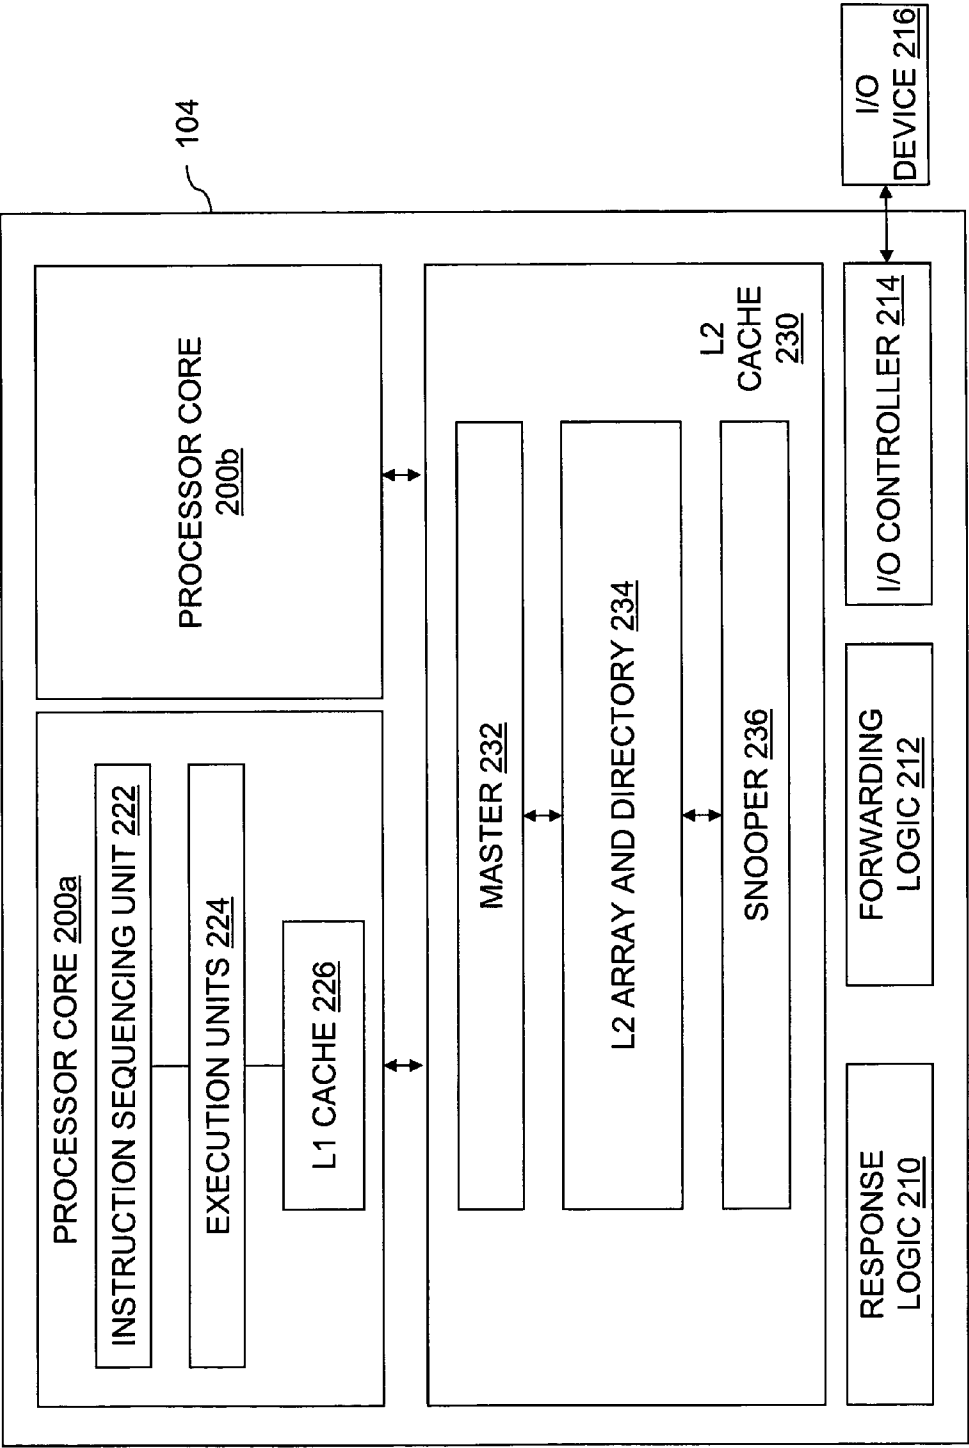 104
PROCESSOR CORE 200a
INSTRUCTION SEQUENCING UNIT 222
EXECUTION UNITS 224
L1 CACHE 226
PROCESSOR CORE
200b
MASTER 232
L2 ARRAY AND DIRECTORY 234
SNOOPER 236
L2
CACHE
230
RESPONSE
LOGIC 210
FORWARDING
LOGIC 212
I/O CONTROLLER 214
I/O
DEVICE 216